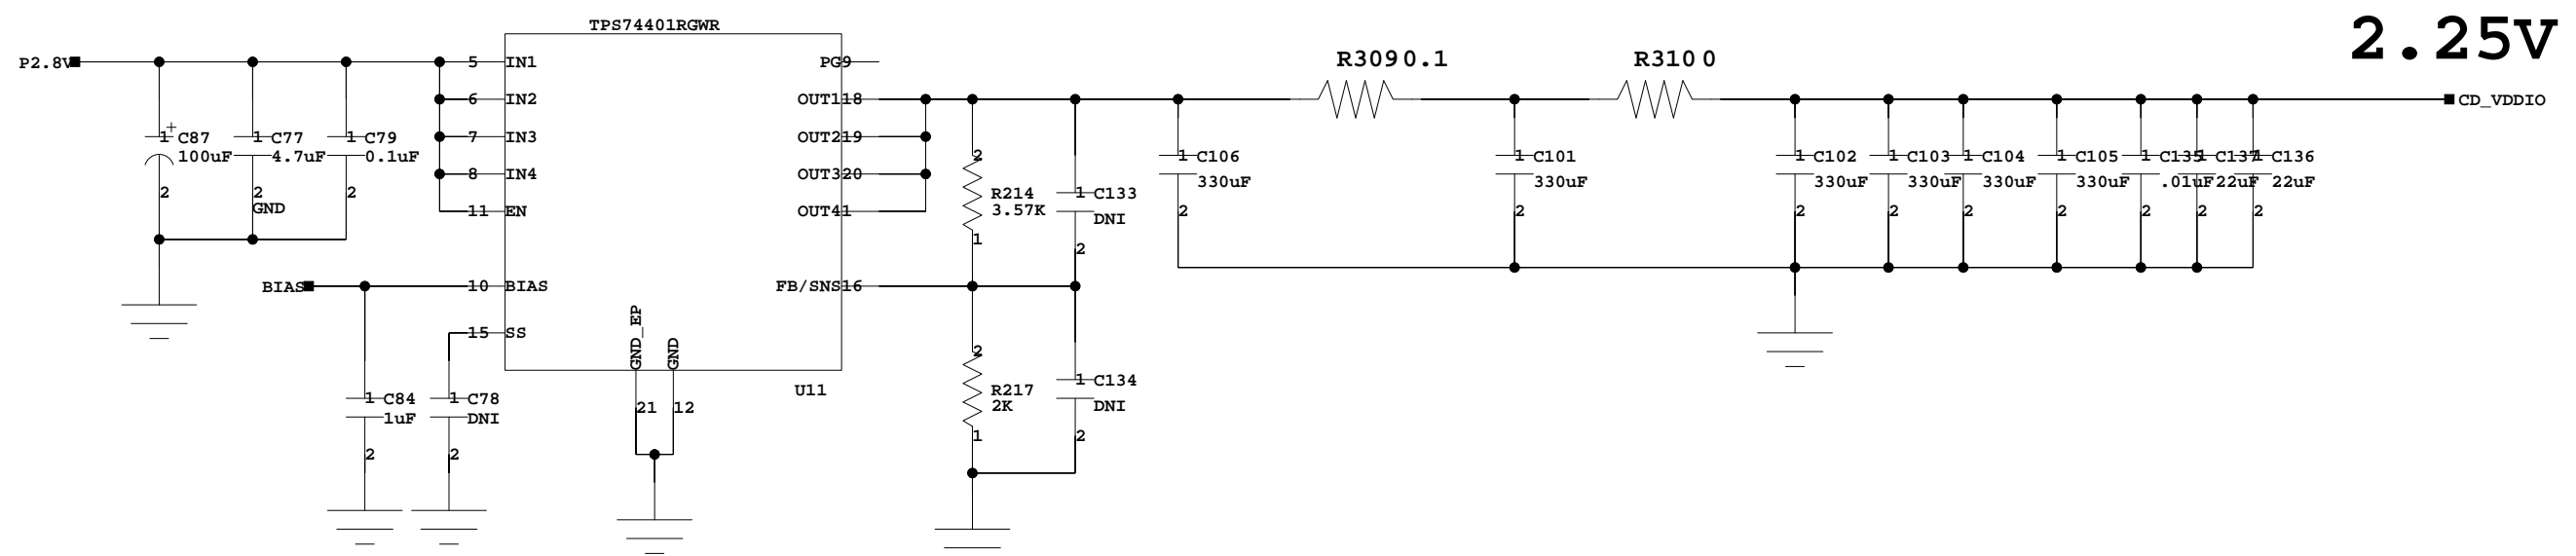 2.25V
TPS74401RGWR
R309 0.1
R310 0
P2.8V
5 IN1
PG 9
6 IN2
OUT1 18
CD_VDDIO
7 IN3
OUT2 19
1 C87
100uF
2
1 C77
4.7uF
2
GND
1 C79
0.1uF
2
8 IN4
OUT3 20
11 EN
OUT4 1
2
R214
3.57K
1
1 C133
DNI
2
1 C106
330uF
2
1 C101
330uF
2
1 C102
330uF
2
1 C103
330uF
2
1 C104
330uF
2
1 C105
330uF
2
1 C135
.01uF
2
1 C137
22uF
2
1 C136
22uF
2
BIAS
10 BIAS
FB/SNS 16
15 SS
GND_EP
GND
21
12
U11
1 C84
1uF
2
1 C78
DNI
2
2
R217
2K
1
1 C134
DNI
2